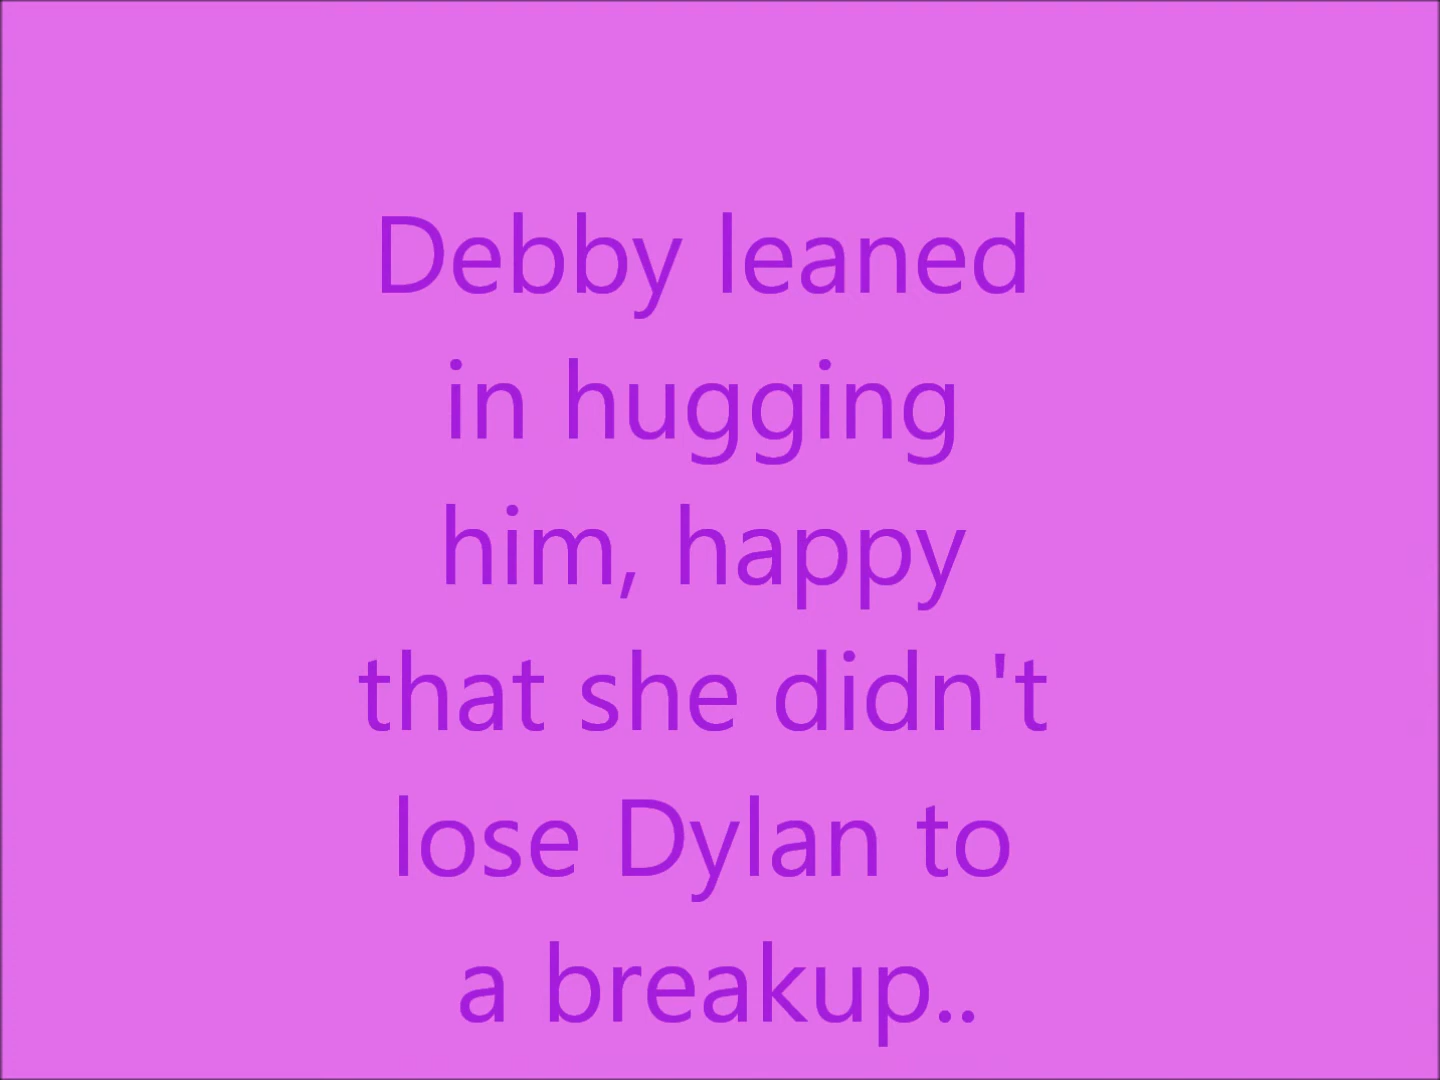 Debby leaned
in hugging
him, happy
that she didn't
lose Dylan to
a breakup..